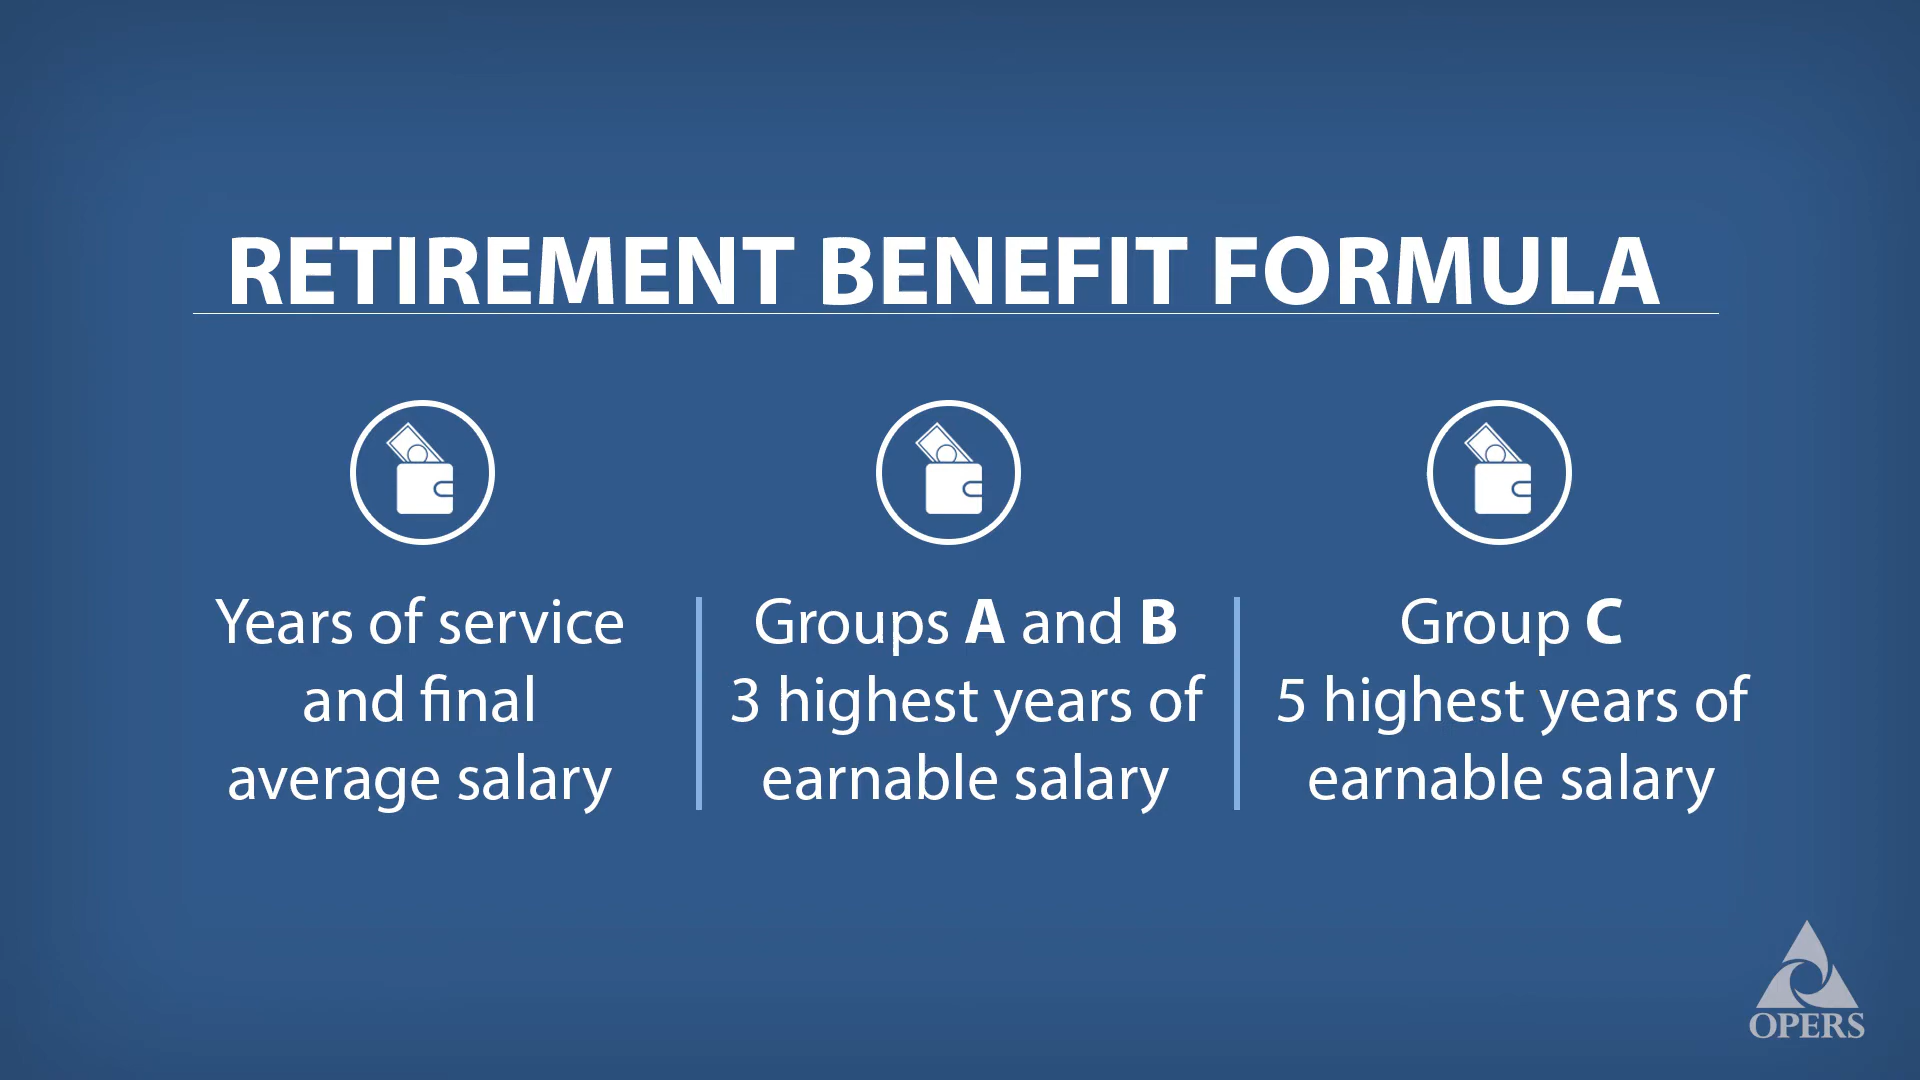 RETIREMENT BENEFIT FORMULA
Years of service
and final
average salary
Groups A and B
3 highest years of
earnable salary
Group C
5 highest years of
earnable salary
OPERS